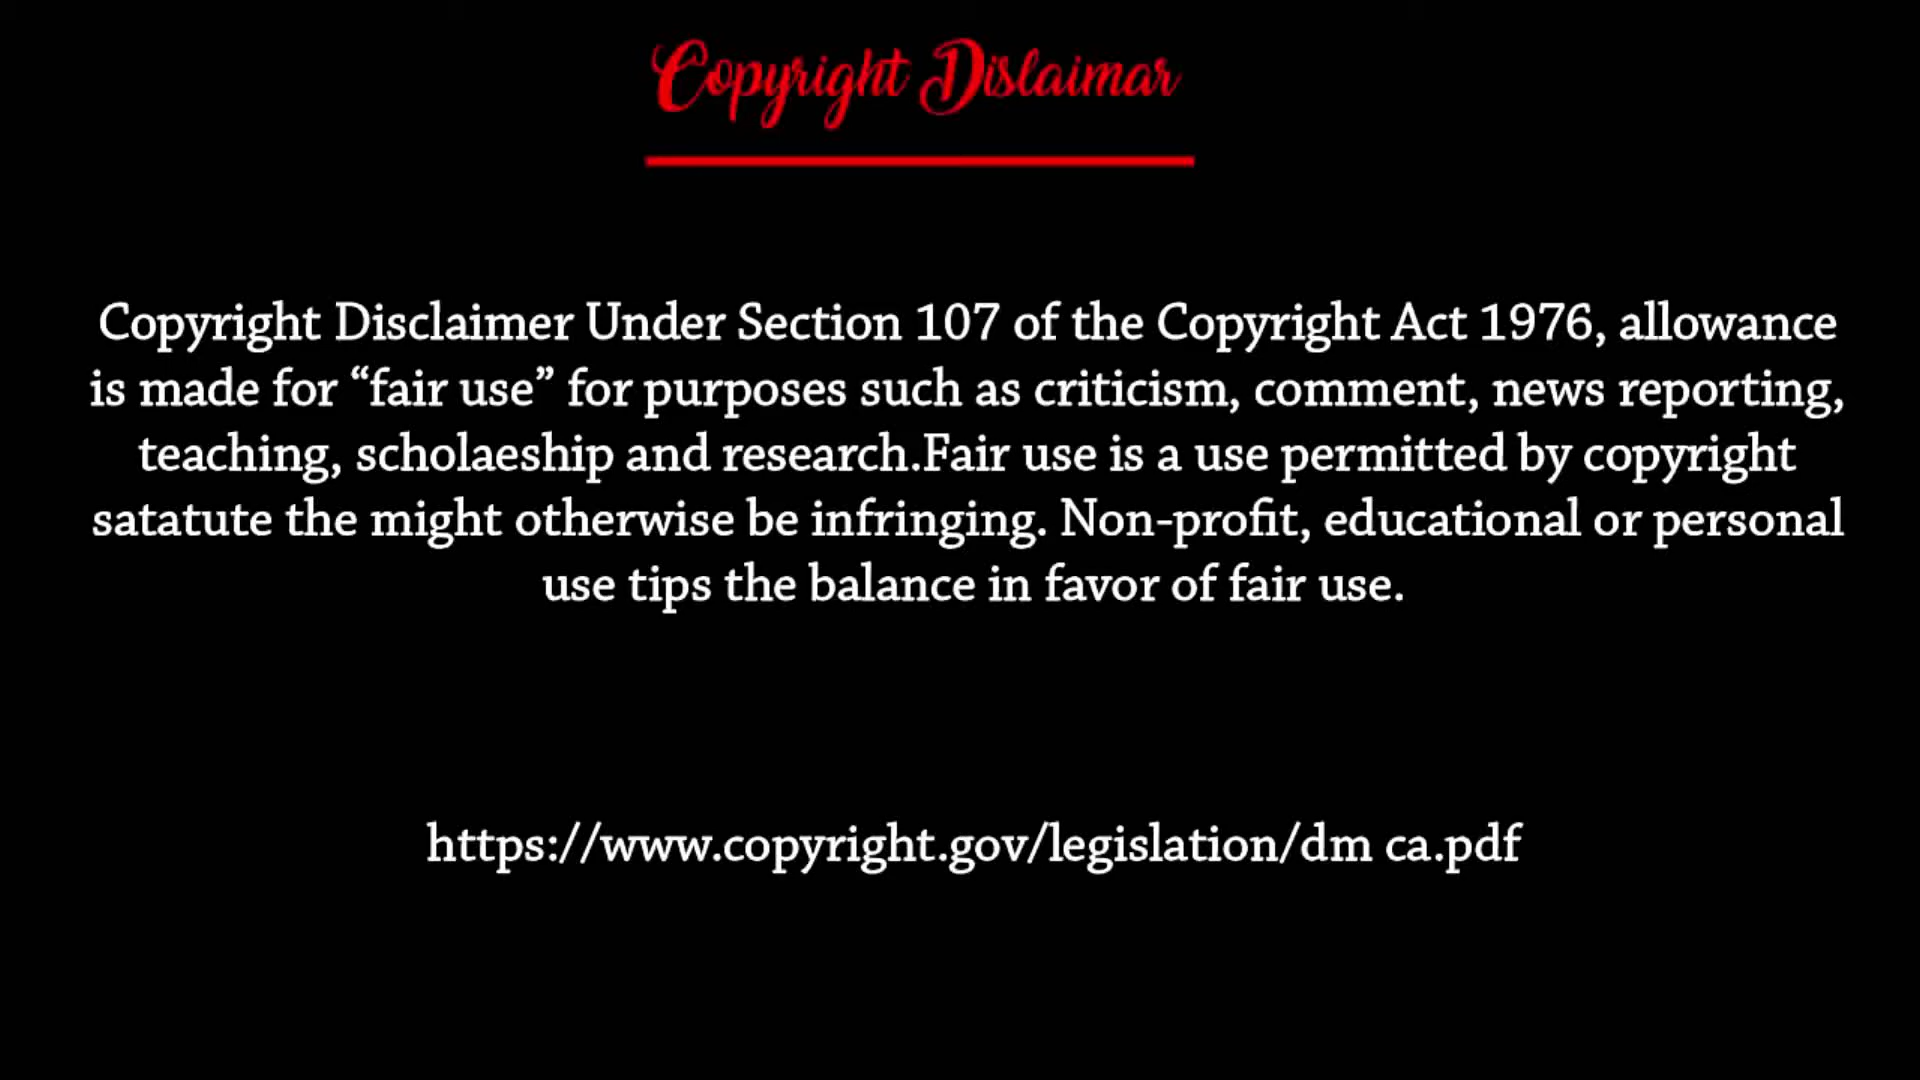 Copyright Dislaimar
Copyright Disclaimer Under Section 107 of the Copyright Act 1976, allowance
is made for “fair use” for purposes such as criticism, comment, news reporting,
teaching, scholaeship and research.Fair use is a use permitted by copyright
satatute the might otherwise be infringing. Non-profit, educational or personal
use tips the balance in favor of fair use.
https://www.copyright.gov/legislation/dm ca.pdf